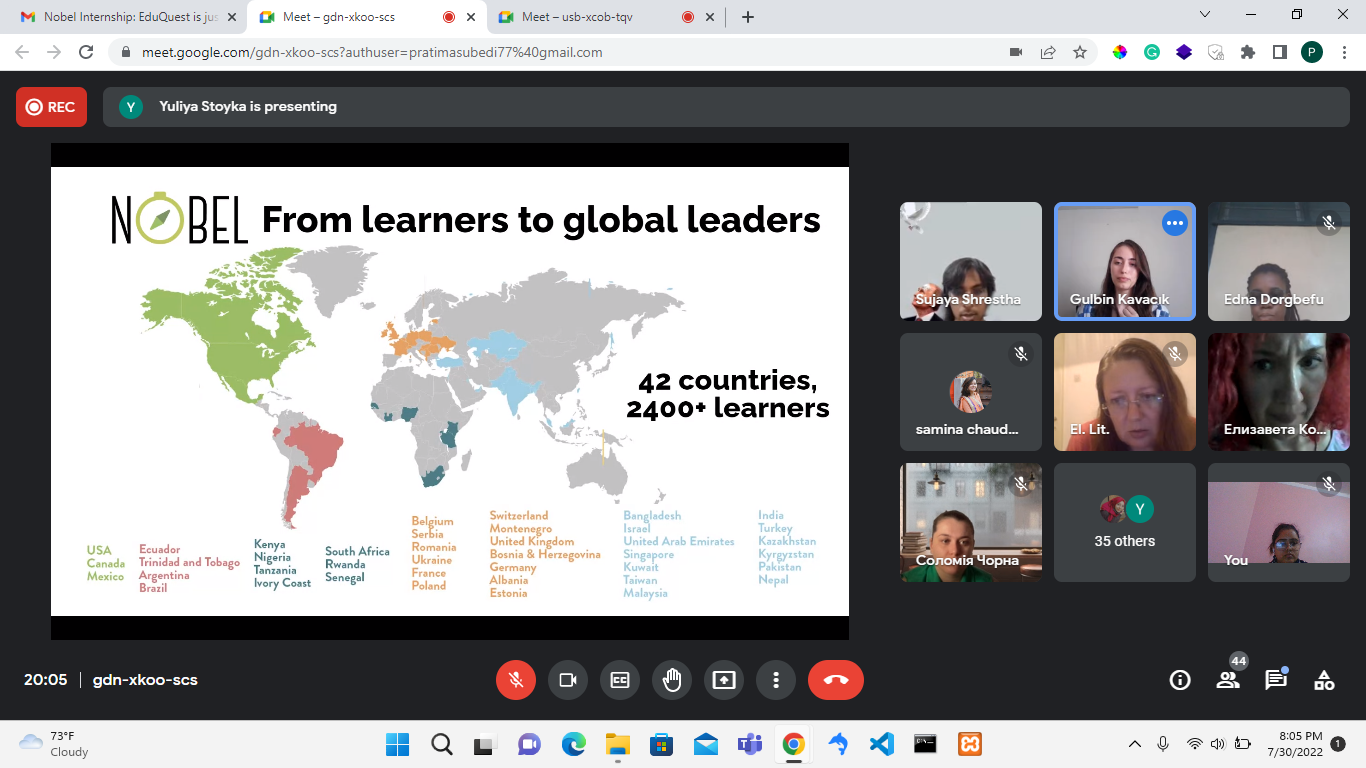 Nobel Internship: EduQuest is jus
Meet – gdn-xkoo-scs
Meet – usb-xcob-tqv
meet.google.com/gdn-xkoo-scs?authuser=pratimasubedi77%40gmail.com
P
REC
Y
Yuliya Stoyka is presenting
NOBEL
From learners to global leaders
42 countries,
2400+ learners
USA
Canada
Mexico
Ecuador
Trinidad and Tobago
Argentina
Brazil
Kenya
Nigeria
Tanzania
Ivory Coast
South Africa
Rwanda
Senegal
Belgium
Serbia
Romania
Ukraine
France
Poland
Switzerland
Montenegro
United Kingdom
Bosnia & Herzegovina
Germany
Albania
Estonia
Bangladesh
Israel
United Arab Emirates
Singapore
Kuwait
Taiwan
Malaysia
India
Turkey
Kazakhstan
Kyrgyzstan
Pakistan
Nepal
Sujaya Shrestha
Gulbin Kavacık
Edna Dorgbefu
samina chaud...
El. Lit.
Елизавета Ко...
Соломія Чорна
Y
35 others
You
20:05
gdn-xkoo-scs
44
73°F
Cloudy
8:05 PM
7/30/2022
1